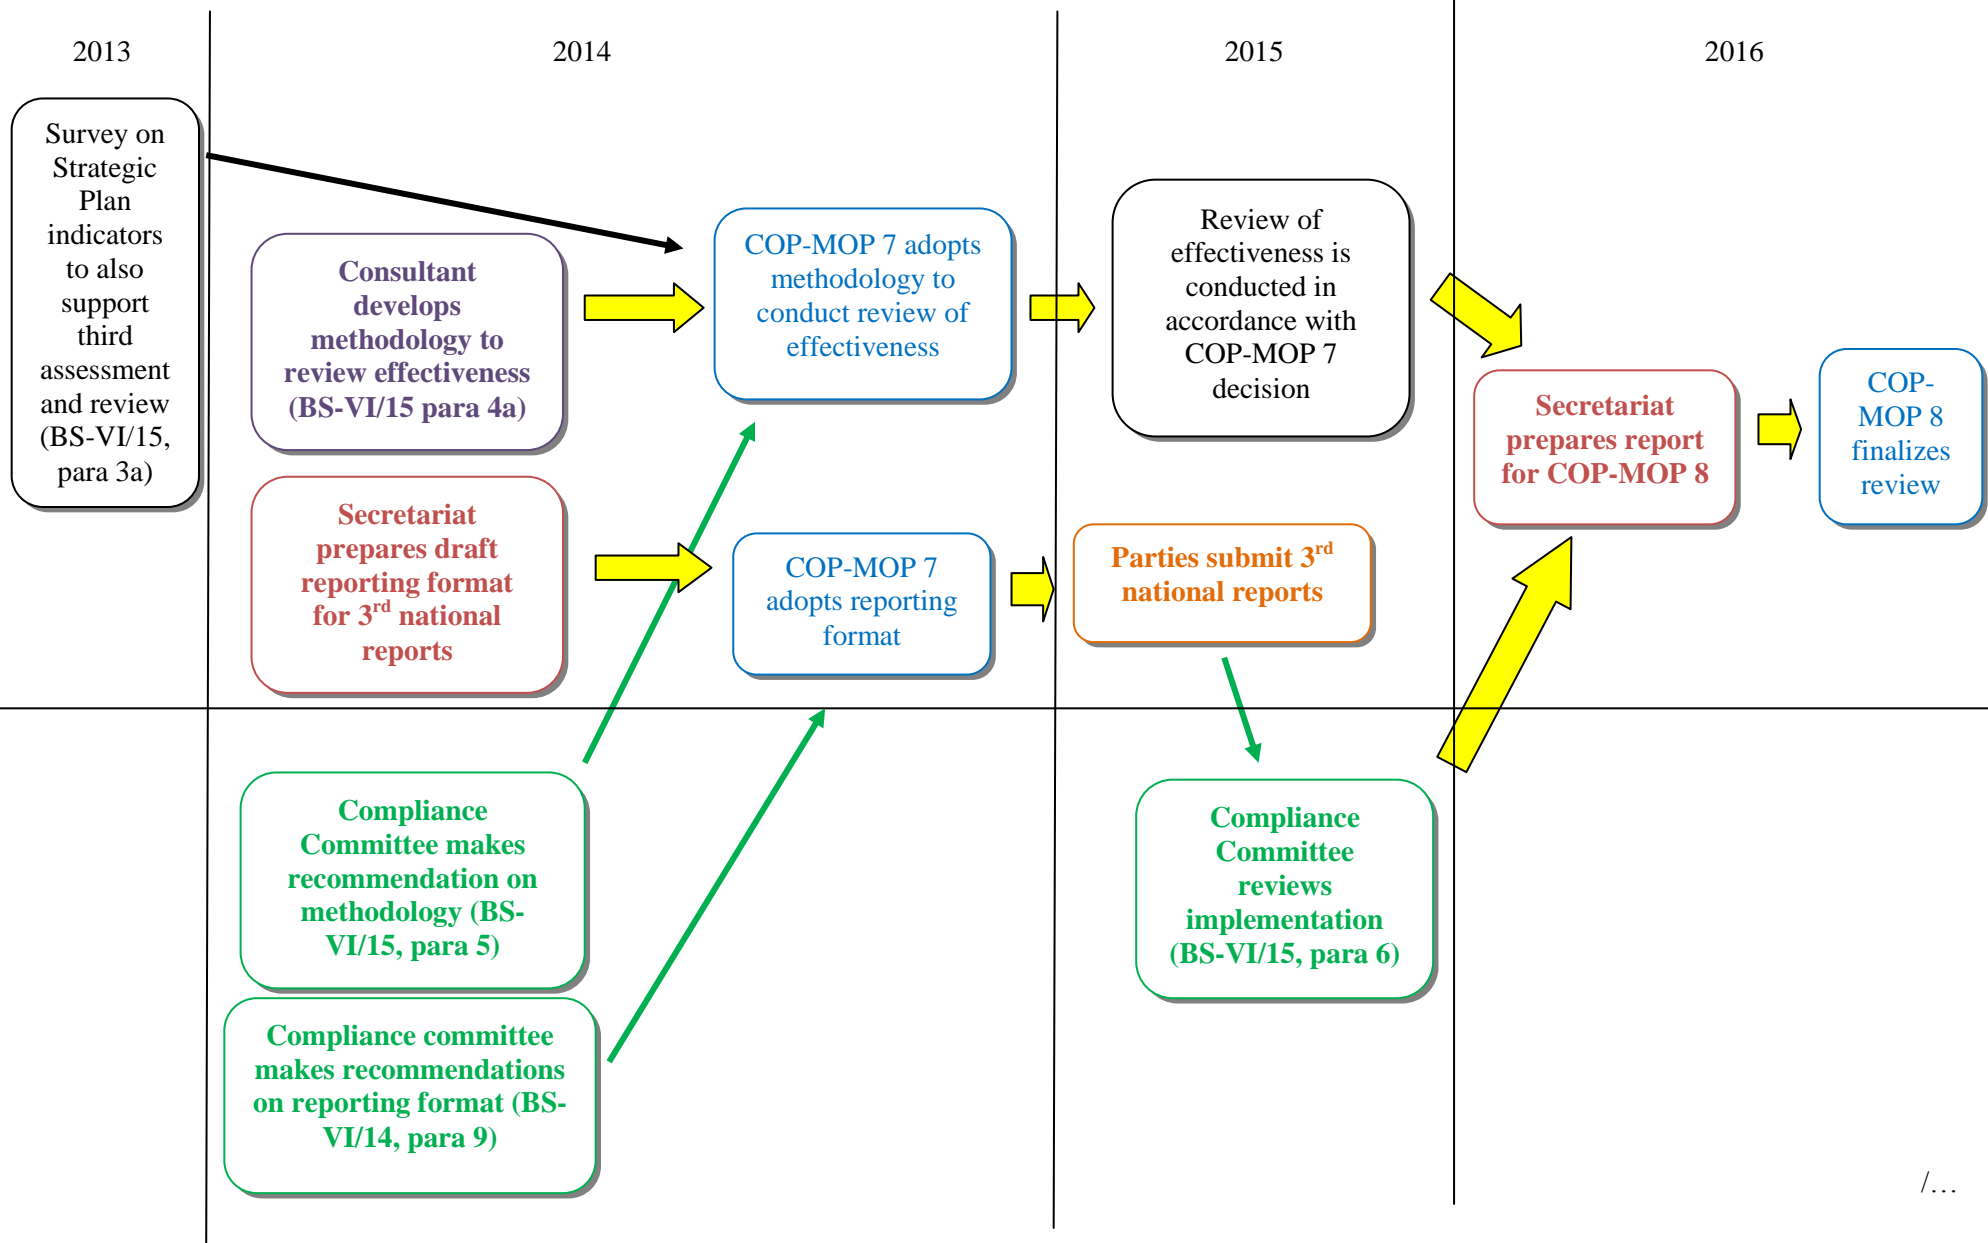 2013
2014
2015
2016
Survey on
Strategic
Plan
indicators
to also
support
third
assessment
and review
(BS-VI/15,
para 3a)
Consultant
develops
methodology to
review effectiveness
(BS-VI/15 para 4a)
COP-MOP 7 adopts
methodology to
conduct review of
effectiveness
Review of
effectiveness is
conducted in
accordance with
COP-MOP 7
decision
Secretariat
prepares report
for COP-MOP 8
COP-
MOP 8
finalizes
review
Secretariat
prepares draft
reporting format
for 3rd national
reports
COP-MOP 7
adopts reporting
format
Parties submit 3rd
national reports
Compliance
Committee makes
recommendation on
methodology (BS-
VI/15, para 5)
Compliance
Committee
reviews
implementation
(BS-VI/15, para 6)
Compliance committee
makes recommendations
on reporting format (BS-
VI/14, para 9)
/…